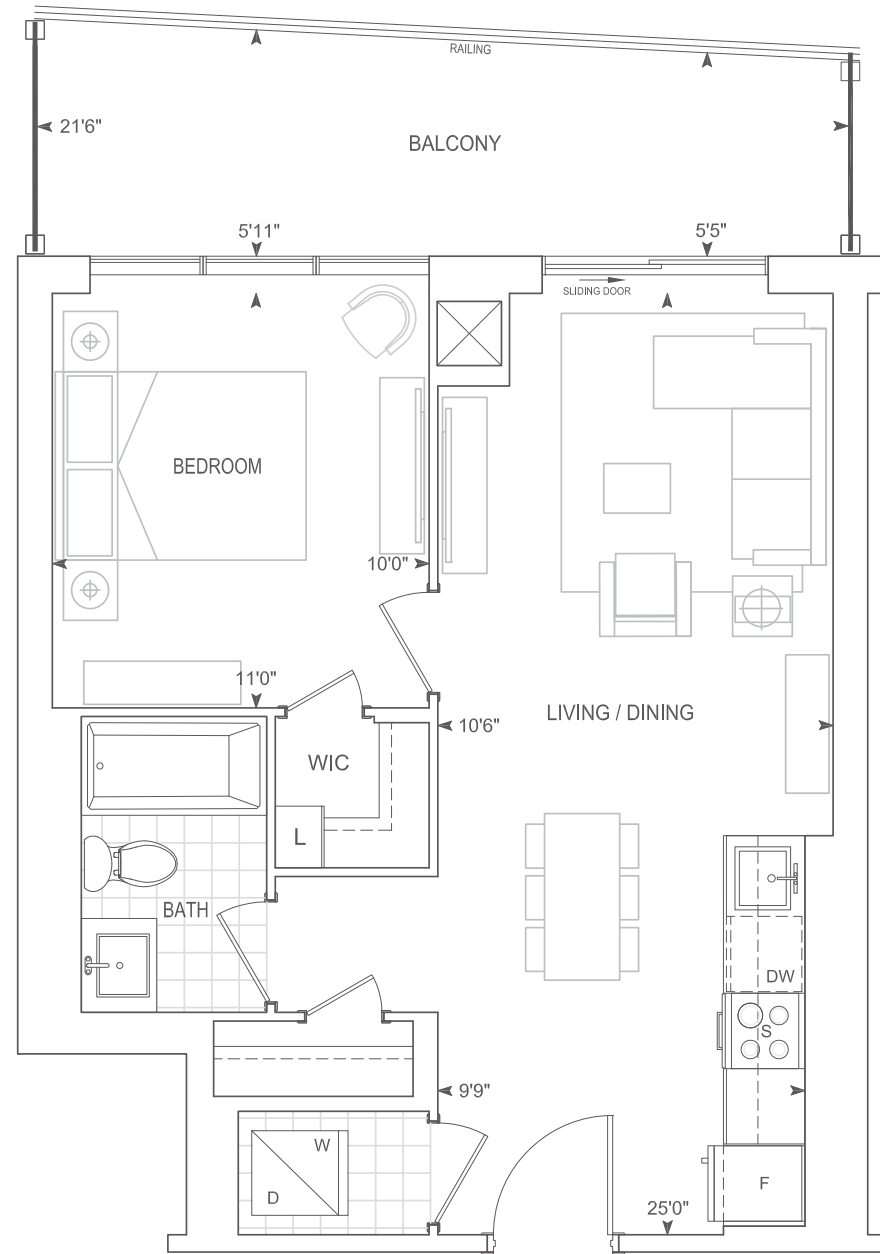 RAILING
21'6"
BALCONY
5'11"
5'5"
SLIDING DOOR
BEDROOM
10'0"
11'0"
10'6"
LIVING / DINING
WIC
L
BATH
DW
S
9'9"
W
D
F
25'0"